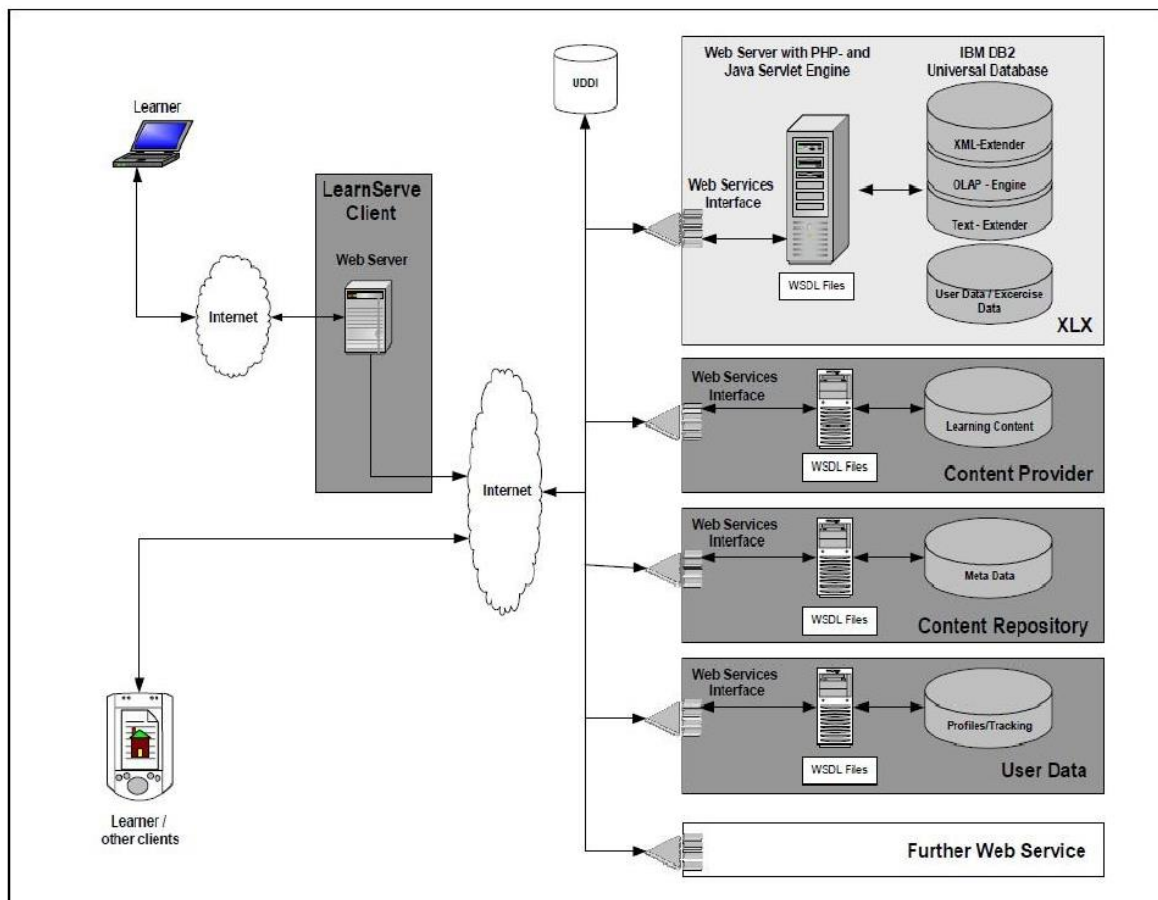 Learner
Internet
LearnServe
Client
Web Server
Internet
Learner /
other clients
UDDI
Web Server with PHP- and
Java Servlet Engine
IBM DB2
Universal Database
Web Services
Interface
WSDL Files
XML-Extender
OLAP - Engine
Text - Extender
User Data / Excercise
Data
XLX
Web Services
Interface
WSDL Files
Learning Content
Content Provider
Web Services
Interface
WSDL Files
Meta Data
Content Repository
Web Services
Interface
WSDL Files
Profiles/Tracking
User Data
Further Web Service